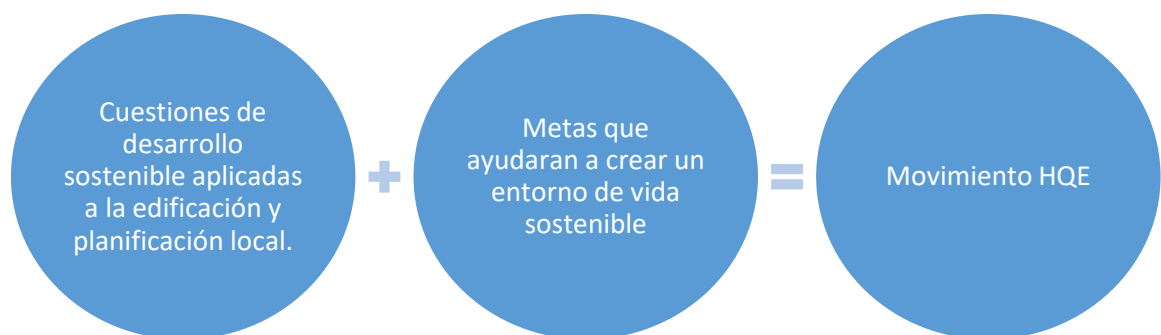 Cuestiones de
desarrollo
sostenible aplicadas
a la edificación y
planificación local.
+
Metas que
ayudaran a crear un
entorno de vida
sostenible
=
Movimiento HQE